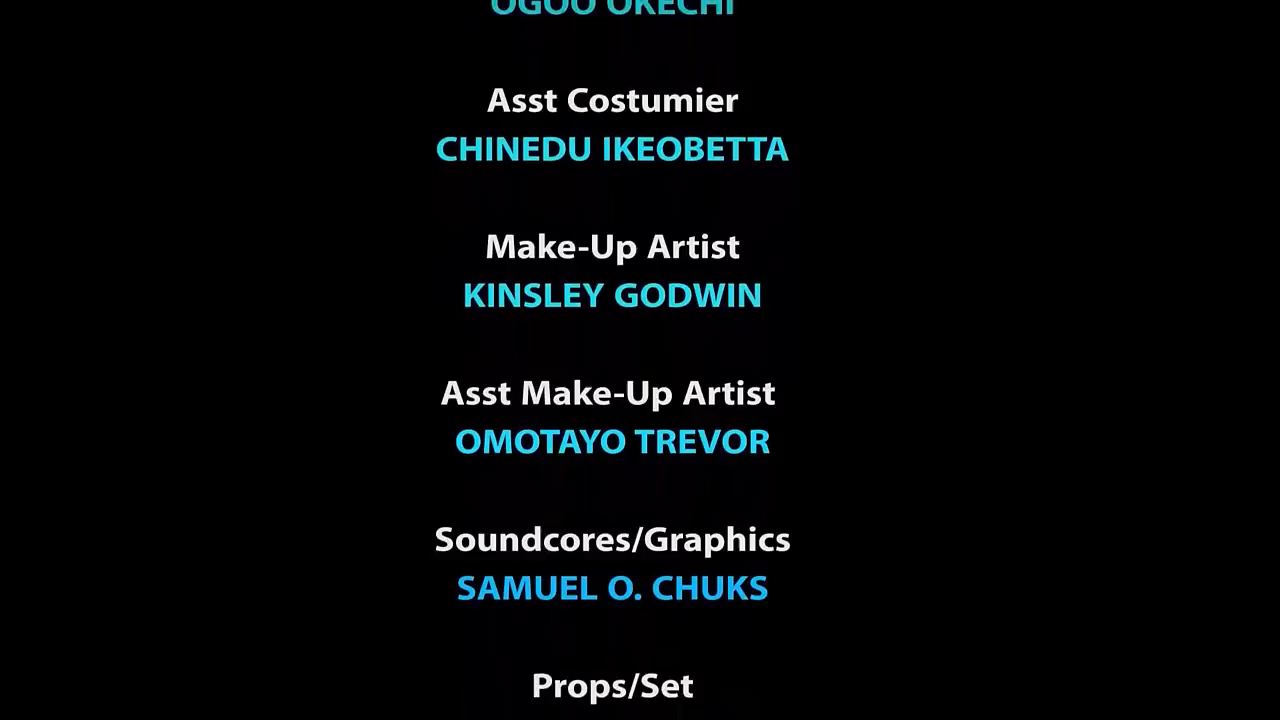 OGOO OKECHI
Asst Costumier
CHINEDU IKEOBETTA
Make-Up Artist
KINSLEY GODWIN
Asst Make-Up Artist
OMOTAYO TREVOR
Soundcores/Graphics
SAMUEL O. CHUKS
Props/Set